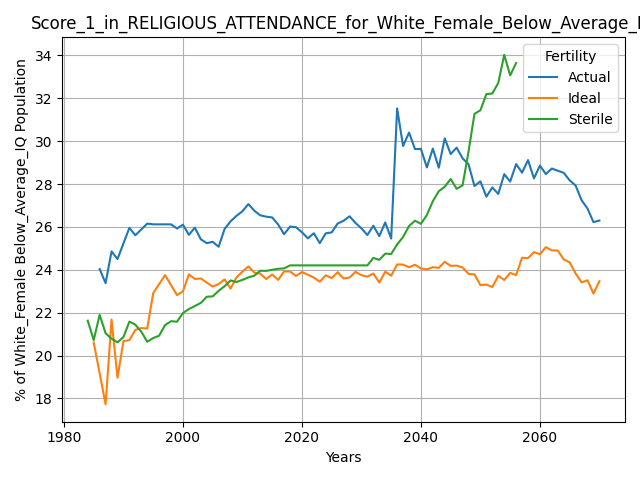 Score_1_in_RELIGIOUS_ATTENDANCE_for_White_Female_Below_Average_I
Fertility
Actual
Ideal
Sterile
% of White_Female Below_Average_IQ Population
34
32
30
28
26
24
22
20
18
1980
2000
2020
2040
2060
Years